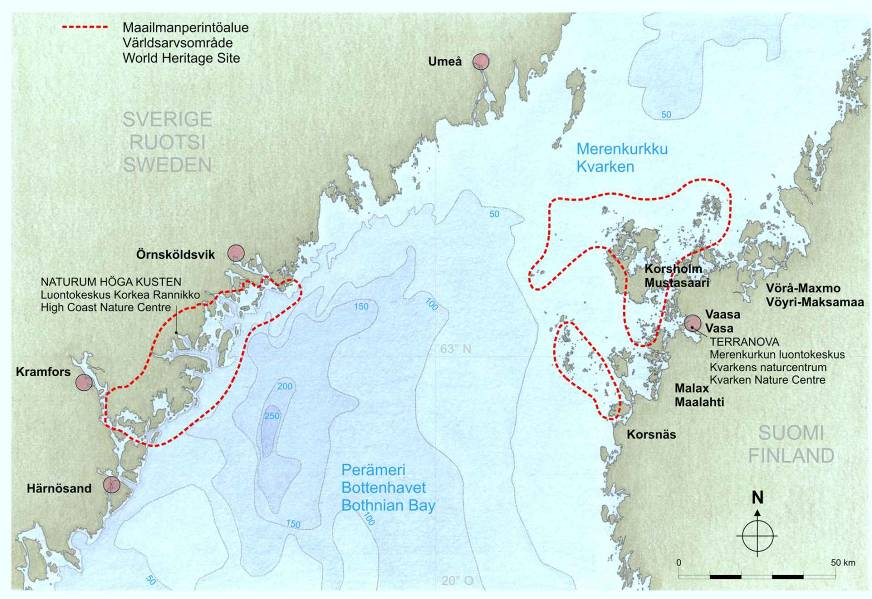 Maailmanperintöalue
Världsarvsområde
World Heritage Site
Umeå
SVERIGE
RUOTSI
SWEDEN
50
Merenkurkku
Kvarken
50
Örnsköldsvik
NATURUM HÖGA KUSTEN
Luontokeskus Korkea Rannikko
High Coast Nature Centre
Korsholm
Mustasaari
Vörå-Maxmo
Vöyri-Maksamaa
150
100
Vaasa
Vasa
TERRANOVA
Merenkurkun luontokeskus
Kvarkens naturcentrum
Kvarken Nature Centre
63° N
Kramfors
200
250
Malax
Maalahti
Korsnäs
SUOMI
FINLAND
Härnösand
Perämeri
Bottenhavet
Bothnian Bay
N
150
100
50
20° O
0
50 km